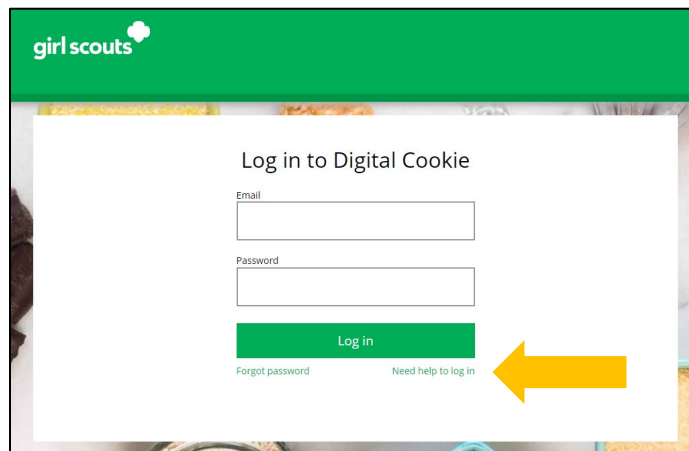 girl scouts
Log in to Digital Cookie
Email
Password
Log in
Forgot password Need help to log in